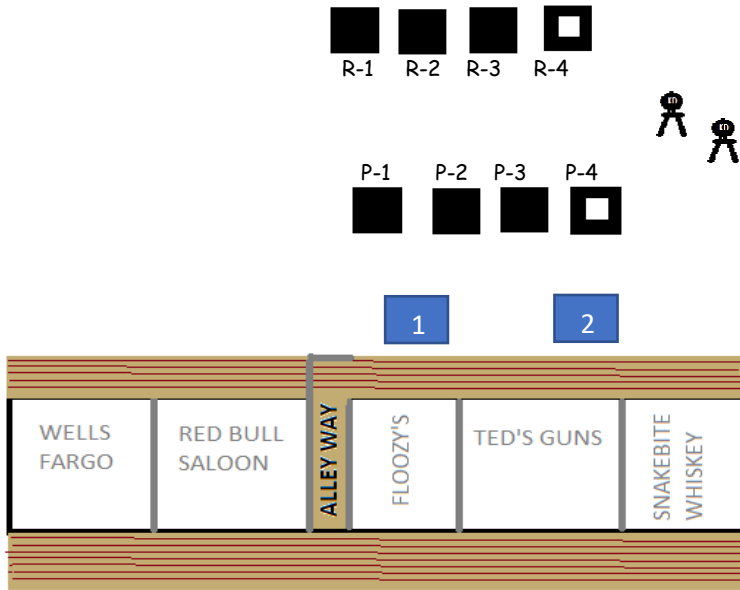 R-1 R-2 R-3 R-4
P-1 P-2 P-3 P-4
1 2
WELLS
FARGO
RED BULL
SALOON
ALLEY WAY
FLOOZY'S
TED'S GUNS
SNAKEBITE
WHISKEY